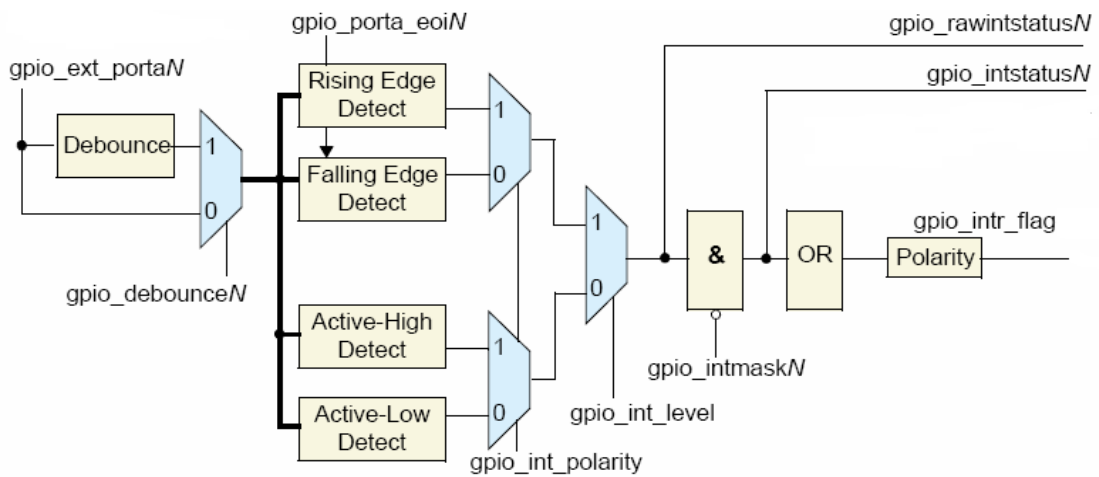 gpio_porta_eoiN
gpio_rawintstatusN
gpio_ext_portaN
gpio_intstatusN
Rising Edge
Detect
1
Debounce
1
0
Falling Edge
Detect
0
1
0
&
OR
gpio_intr_flag
Polarity
gpio_debounceN
Active-High
Detect
1
gpio_intmaskN
Active-Low
Detect
0
gpio_int_level
gpio_int_polarity